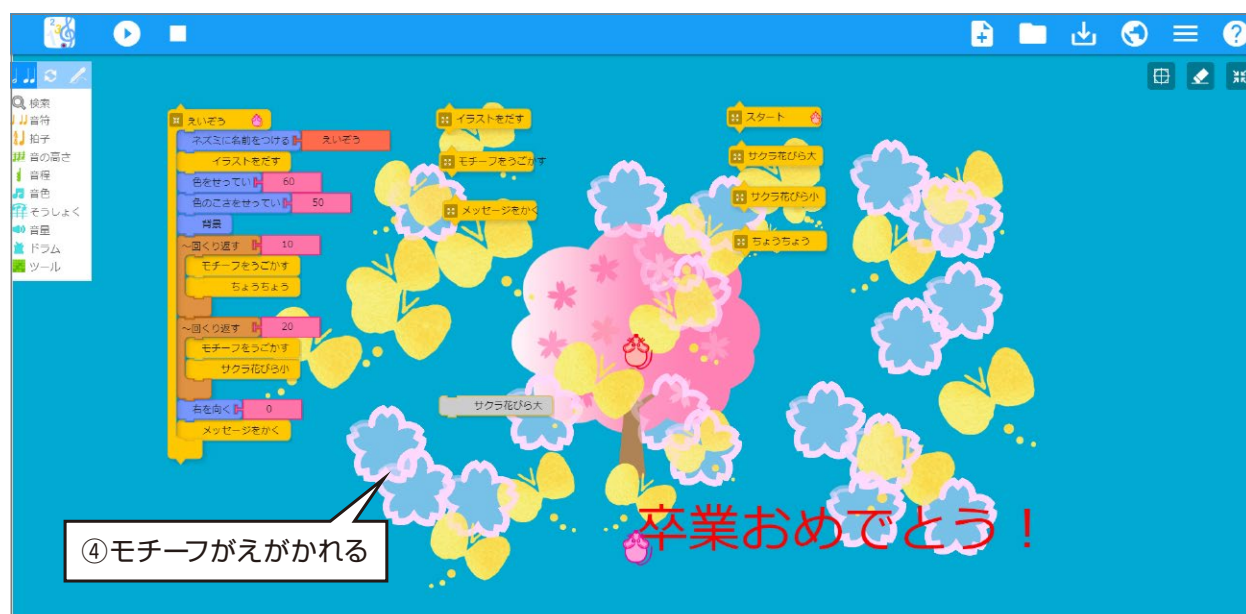 検索
音符
拍子
音の高さ
音程
音色
そうしょく
音量
ドラム
ツール
えいぞう
ネズミに名前をつける えいぞう
イラストをだす
色をせってい 60
色のこさをせってい 50
背景
～回くり返す 10
モチーフをうごかす
ちょうちょう
～回くり返す 20
モチーフをうごかす
サクラ花びら小
右を向く 0
メッセージをかく
イラストをだす
モチーフをうごかす
メッセージをかく
サクラ花びら大
スタート
サクラ花びら大
サクラ花びら小
ちょうちょう
卒業おめでとう！
④モチーフがえがかれる